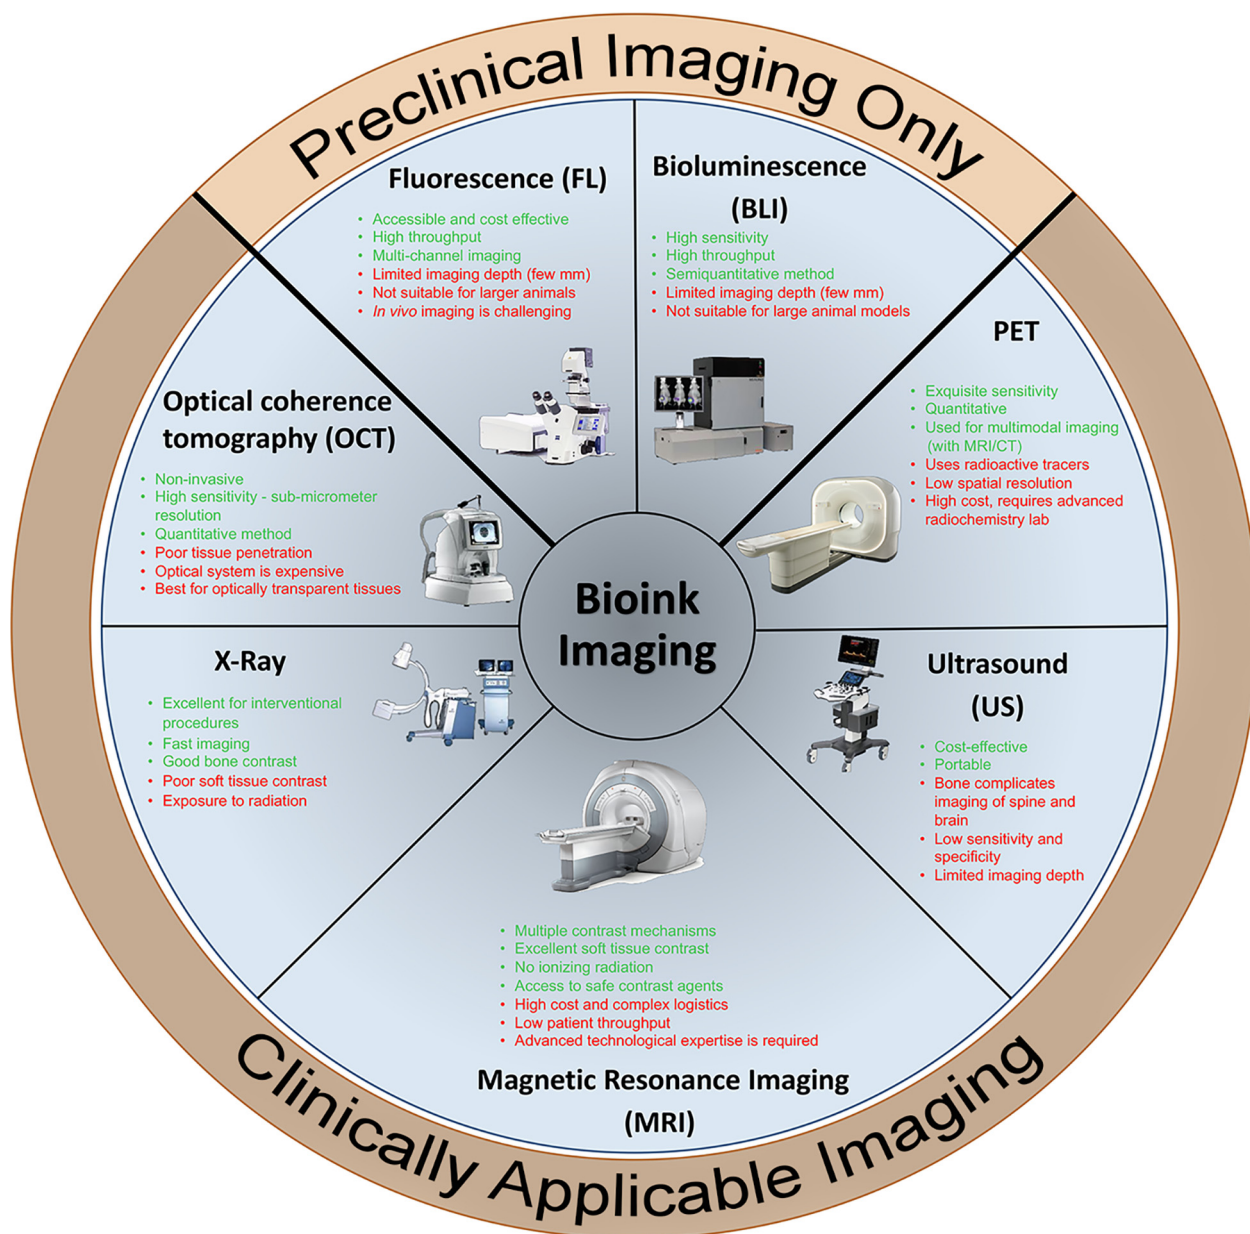 Preclinical Imaging Only
Fluorescence (FL)
• Accessible and cost effective
• High throughput
• Multi-channel imaging
• Limited imaging depth (few mm)
• Not suitable for larger animals
• In vivo imaging is challenging
Bioluminescence
(BLI)
• High sensitivity
• High throughput
• Semiquantitative method
• Limited imaging depth (few mm)
• Not suitable for large animal models
PET
• Exquisite sensitivity
• Quantitative
• Used for multimodal imaging
(with MRI/CT)
• Uses radioactive tracers
• Low spatial resolution
• High cost, requires advanced
radiochemistry lab
Optical coherence
tomography (OCT)
• Non-invasive
• High sensitivity - sub-micrometer
resolution
• Quantitative method
• Poor tissue penetration
• Optical system is expensive
• Best for optically transparent tissues
Bioink
Imaging
X-Ray
• Excellent for interventional
procedures
• Fast imaging
• Good bone contrast
• Poor soft tissue contrast
• Exposure to radiation
Ultrasound
(US)
• Cost-effective
• Portable
• Bone complicates
imaging of spine and
brain
• Low sensitivity and
specificity
• Limited imaging depth
• Multiple contrast mechanisms
• Excellent soft tissue contrast
• No ionizing radiation
• Access to safe contrast agents
• High cost and complex logistics
• Low patient throughput
• Advanced technological expertise is required
Magnetic Resonance Imaging
(MRI)
Clinically Applicable Imaging